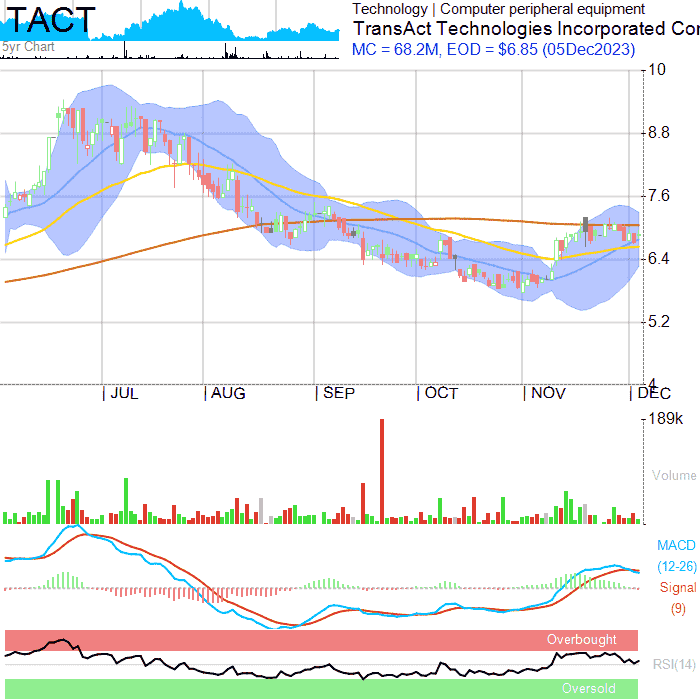 TACT
5yr Chart
Technology | Computer peripheral equipment
TransAct Technologies Incorporated Cor
MC = 68.2M, EOD = $6.85 (05Dec2023)
10
8.8
7.6
6.4
5.2
4
JUL AUG SEP OCT NOV DEC
189k
Volume
MACD
(12-26)
Signal
(9)
Overbought
RSI(14)
Oversold